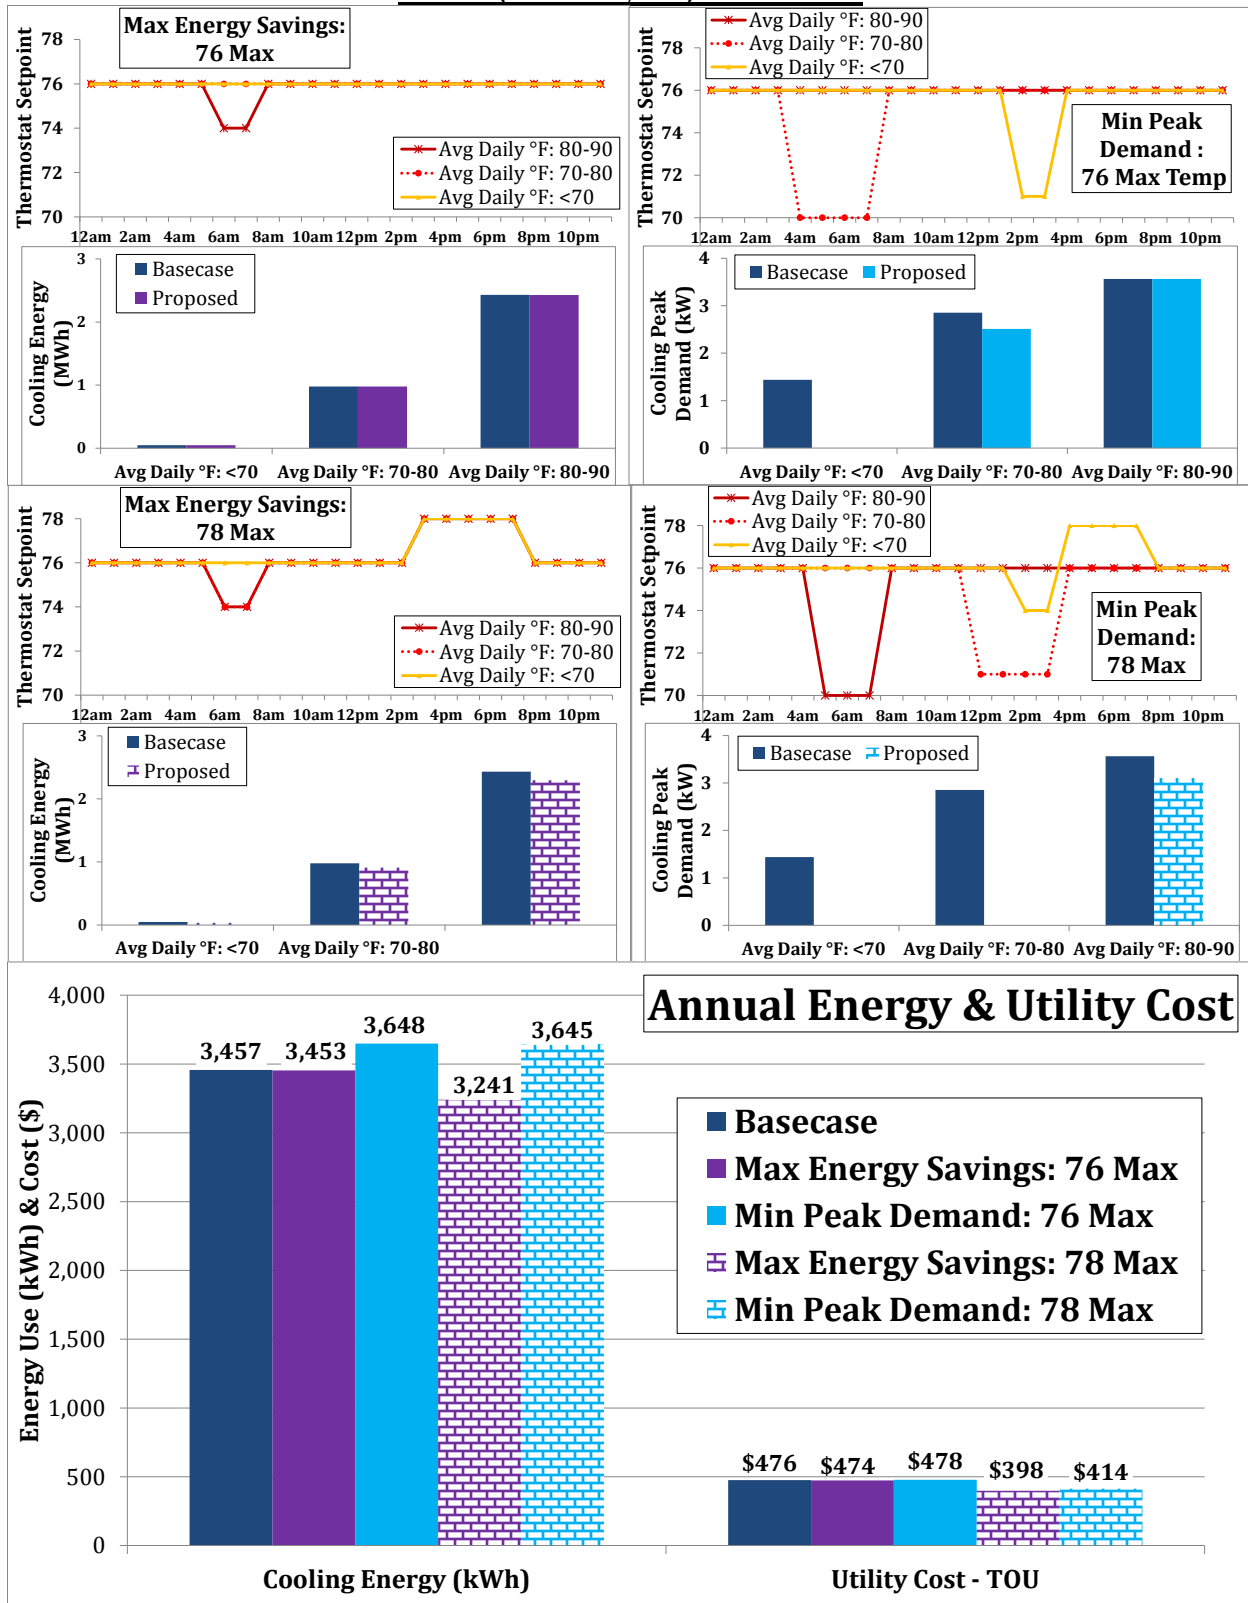 Max Energy Savings:
76 Max
Thermostat Setpoint
78
76
74
72
70
Avg Daily °F: 80-90
Avg Daily °F: 70-80
Avg Daily °F: <70
12am 2am 4am 6am 8am 10am 12pm 2pm 4pm 6pm 8pm 10pm
Avg Daily °F: 80-90
Avg Daily °F: 70-80
Avg Daily °F: <70
Thermostat Setpoint
78
76
74
72
70
Min Peak
Demand :
76 Max Temp
12am 2am 4am 6am 8am 10am 12pm 2pm 4pm 6pm 8pm 10pm
Cooling Energy
(MWh)
3
2
1
0
Basecase
Proposed
Avg Daily °F: <70 Avg Daily °F: 70-80 Avg Daily °F: 80-90
Cooling Peak
Demand (kW)
4
3
2
1
0
Basecase Proposed
Avg Daily °F: <70 Avg Daily °F: 70-80 Avg Daily °F: 80-90
Max Energy Savings:
78 Max
Thermostat Setpoint
78
76
74
72
70
Avg Daily °F: 80-90
Avg Daily °F: 70-80
Avg Daily °F: <70
12am 2am 4am 6am 8am 10am 12pm 2pm 4pm 6pm 8pm 10pm
Avg Daily °F: 80-90
Avg Daily °F: 70-80
Avg Daily °F: <70
Thermostat Setpoint
78
76
74
72
70
Min Peak
Demand:
78 Max
12am 2am 4am 6am 8am 10am 12pm 2pm 4pm 6pm 8pm 10pm
Cooling Energy
(MWh)
3
2
1
0
Basecase
Proposed
Avg Daily °F: <70 Avg Daily °F: 70-80
Cooling Peak
Demand (kW)
4
3
2
1
0
Basecase Proposed
Avg Daily °F: <70 Avg Daily °F: 70-80 Avg Daily °F: 80-90
Annual Energy & Utility Cost
Energy Use (kWh) & Cost ($)
4,000
3,500
3,000
2,500
2,000
1,500
1,000
500
0
3,457 3,453 3,648 3,241 3,645
Basecase
Max Energy Savings: 76 Max
Min Peak Demand: 76 Max
Max Energy Savings: 78 Max
Min Peak Demand: 78 Max
$476 $474 $478 $398 $414
Cooling Energy (kWh) Utility Cost - TOU